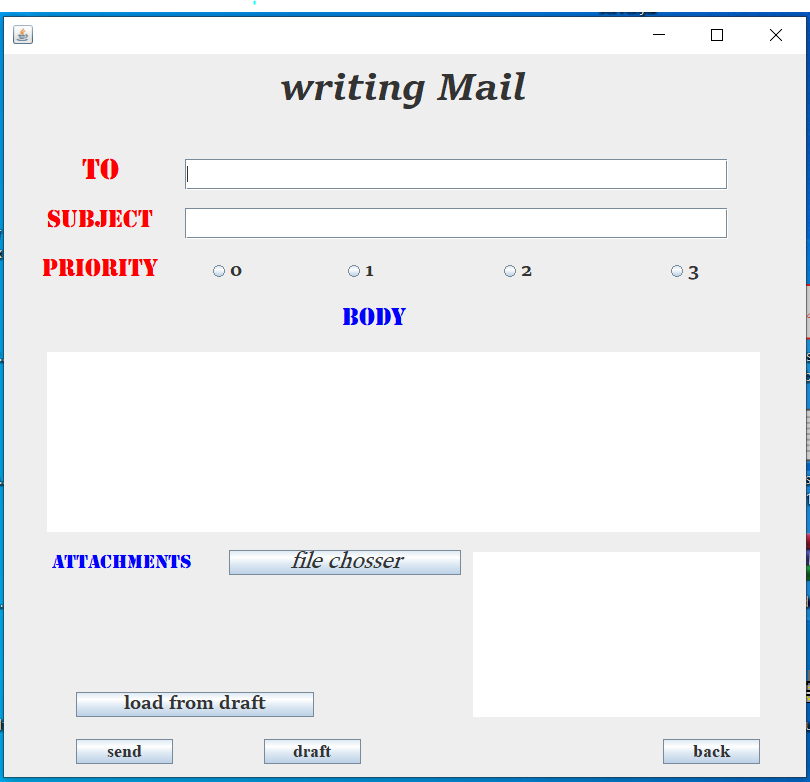 writing Mail
TO
SUBJECT
PRIORITY 0 1 2 3
BODY
ATTACHMENTS file chosser
load from draft
send draft back